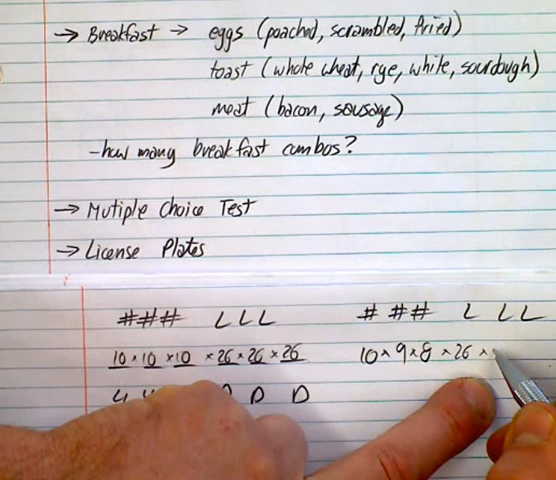 → Breakfast → eggs (poached, scrambled, fried)
toast (whole wheat, rye, white, sourdough)
meat (bacon, sausage)
- how many breakfast combos?
→ Mutiple Choice Test
→ License Plates
### LLL
# ## L LL
10 × 10 × 10 × 26 × 26 × 26
10 × 9 × 8 × 26 ×
D D